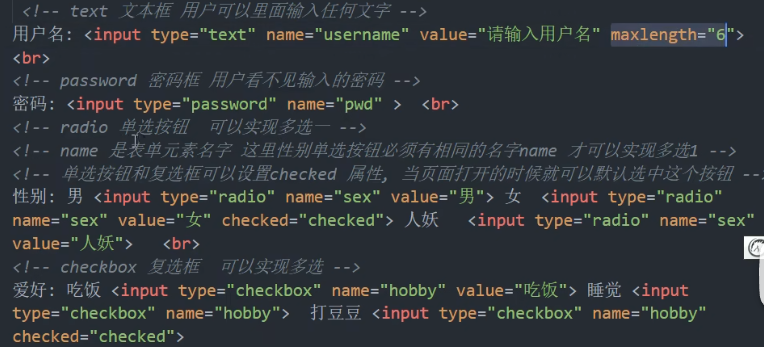 <!-- text 文本框 用户可以里面输入任何文字 -->
用户名: <input type="text" name="username" value="请输入用户名" maxlength="6">
<br>
<!-- password 密码框 用户看不见输入的密码 -->
密码: <input type="password" name="pwd" > <br>
<!-- radio 单选按钮 可以实现多选一 -->
<!-- name 是表单元素名字 这里性别单选按钮必须有相同的名字name 才可以实现多选1 -->
<!-- 单选按钮和复选框可以设置checked 属性, 当页面打开的时候就可以默认选中这个按钮 --
性别: 男 <input type="radio" name="sex" value="男"> 女 <input type="radio"
name="sex" value="女" checked="checked"> 人妖 <input type="radio" name="sex"
value="人妖"> <br>
<!-- checkbox 复选框 可以实现多选 -->
爱好: 吃饭 <input type="checkbox" name="hobby" value="吃饭"> 睡觉 <input
type="checkbox" name="hobby"> 打豆豆 <input type="checkbox" name="hobby"
checked="checked">